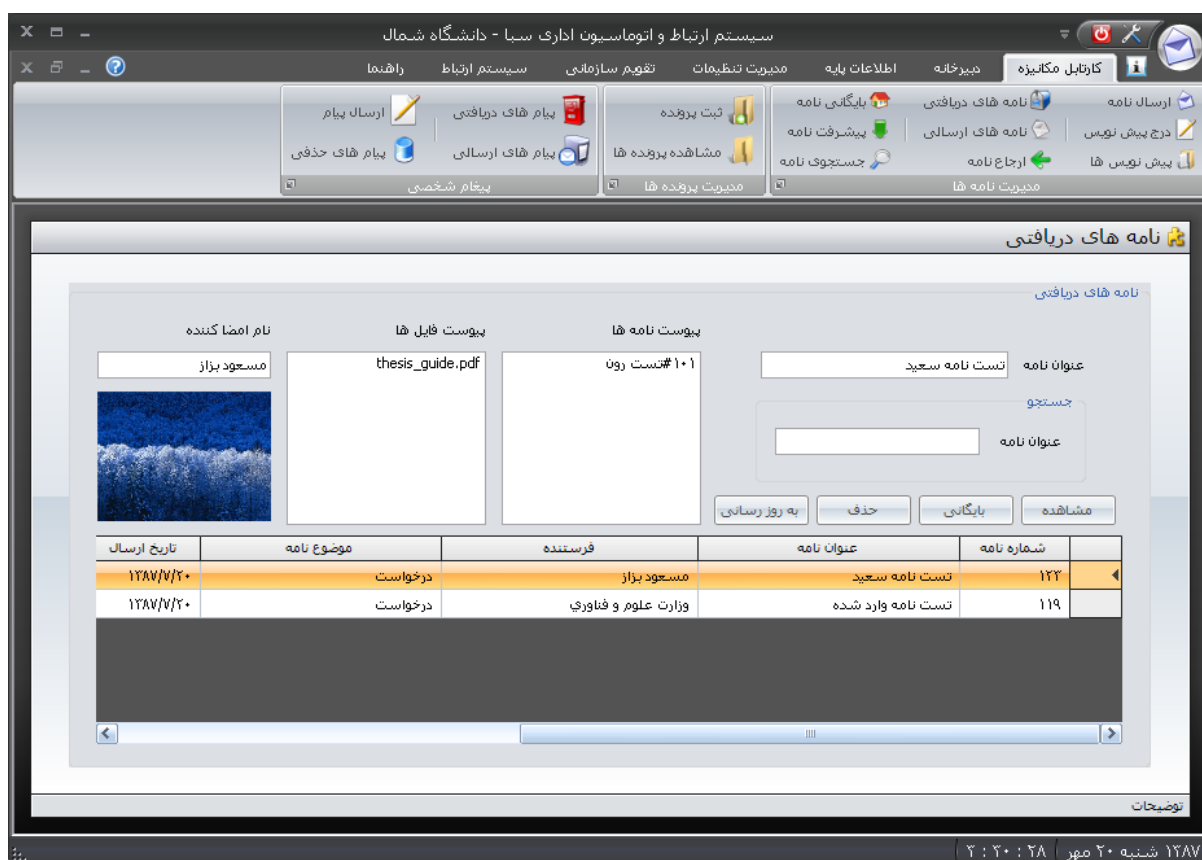 سیستم ارتباط و اتوماسیون اداری سبا - دانشگاه شمال
کارتابل مکانیزه دبیرخانه اطلاعات پایه مدیریت تنظیمات تقویم سازمانی سیستم ارتباط راهنما
ارسال نامه نامه های دریافتی بایگانی نامه ثبت پرونده پیام های دریافتی ارسال پیام
درج پیش نویس نامه های ارسالی پیشرفت نامه
پیش نویس ها ارجاع نامه جستجوی نامه مشاهده پرونده ها پیام های ارسالی پیام های حذفی
مدیریت نامه ها مدیریت پرونده ها پیغام شخصی
نامه های دریافتی
نامه های دریافتی
پیوست نامه ها پیوست فایل ها نام امضا کننده
عنوان نامه تست نامه سعید ۱۰۱#تست رون thesis_guide.pdf مسعود بزاز
جستجو
عنوان نامه
مشاهده بایگانی حذف به روز رسانی
شماره نامه عنوان نامه فرستنده موضوع نامه تاریخ ارسال
۱۲۳ تست نامه سعید مسعود بزاز درخواست ۱۳۸۷/۷/۲۰
۱۱۹ تست نامه وارد شده وزارت علوم و فناوري درخواست ۱۳۸۷/۷/۲۰
توضیحات
۱۳۸۷ شنبه ۲۰ مهر ۲ : ۲۰ : ۲۸